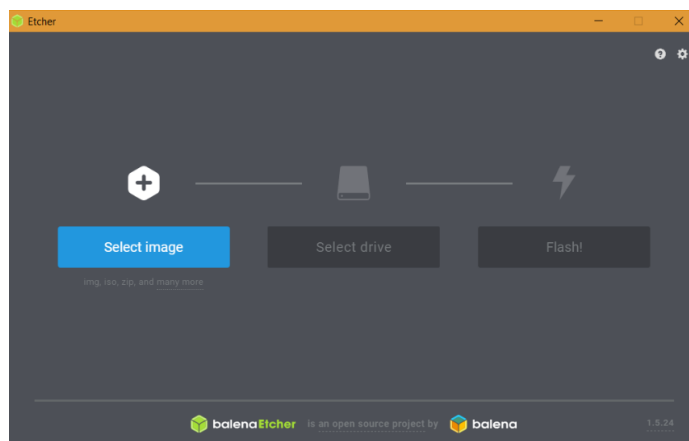 Etcher
Select image
Select drive
Flash!
img, iso, zip, and many more
balenaEtcher is an open source project by balena
1.5.24